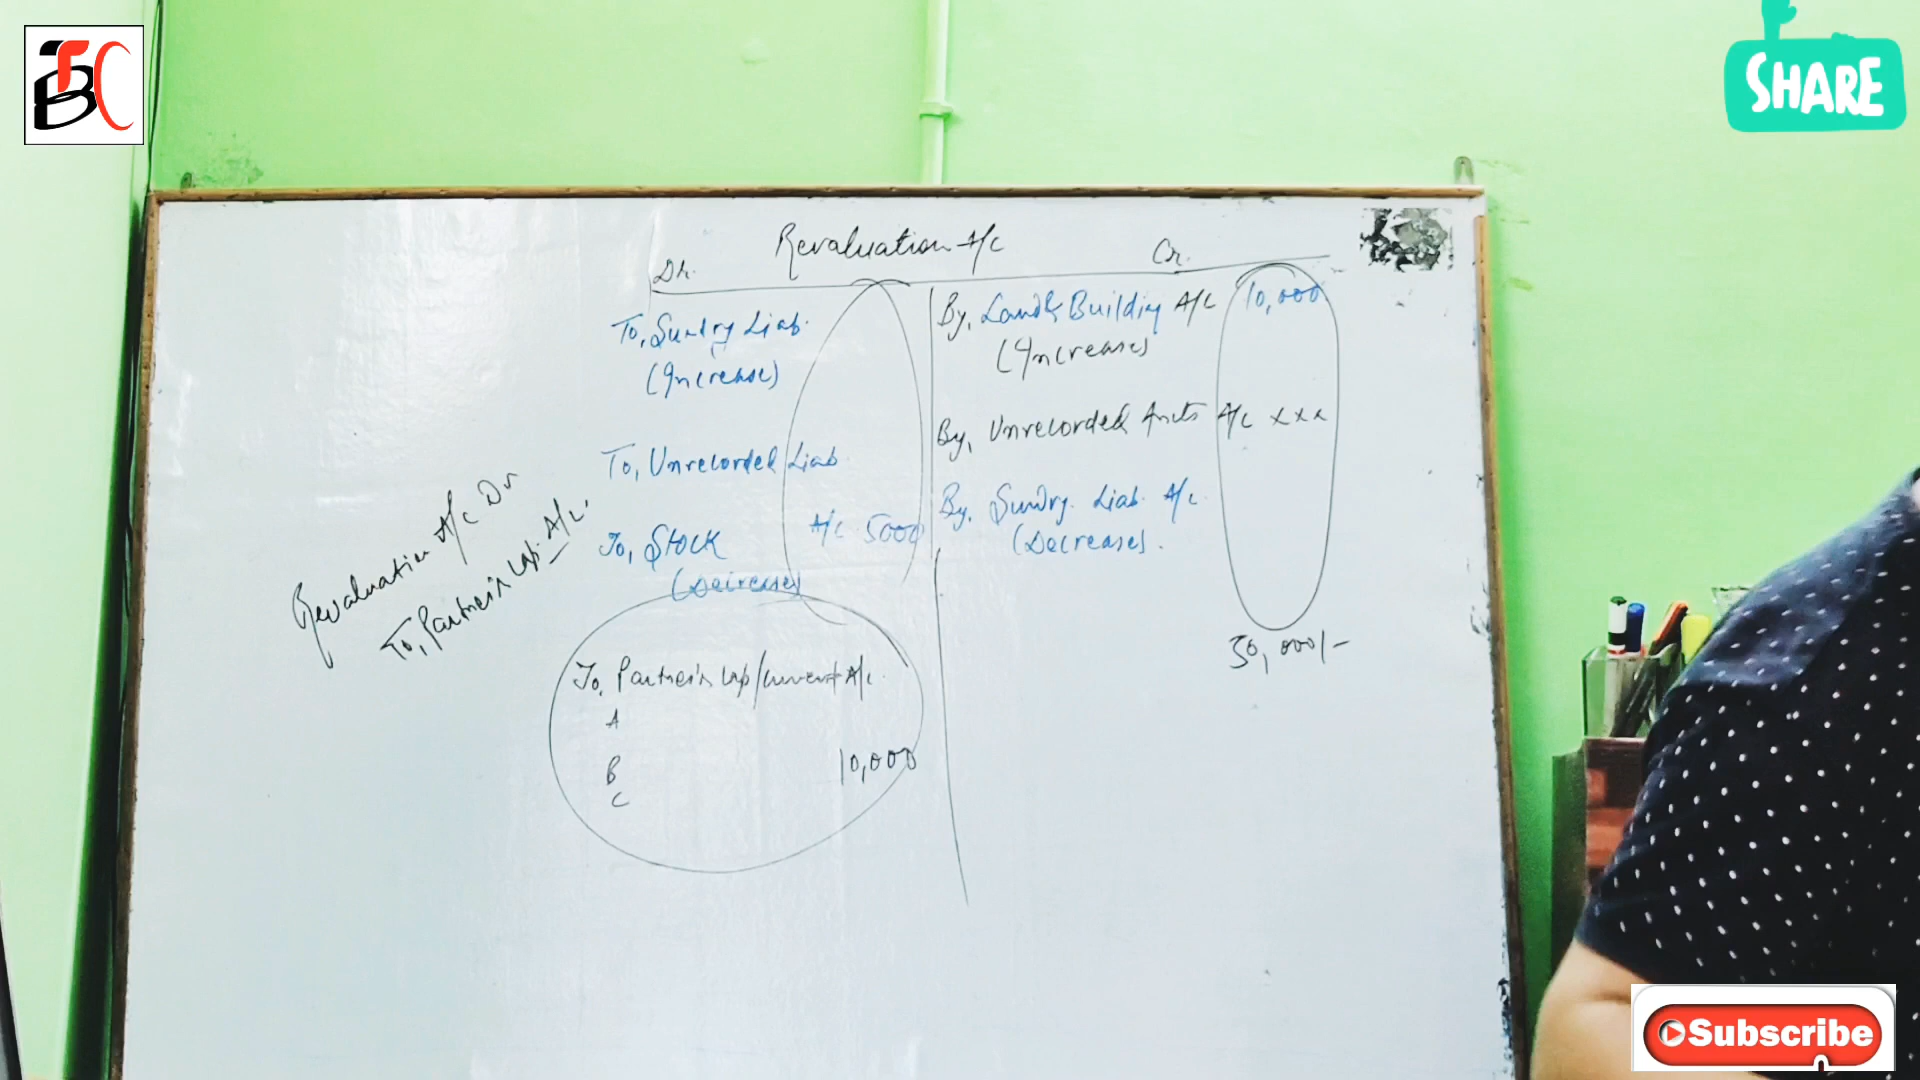 TBC
SHARE
Revaluation A/c
Dr.
Cr.
To, Sundry Liab.
(Increase)
To, Unrecorded Liab
To, Stock A/c 5000
(Decrease)
To, Partner's Cap/Current A/c.
A
B 10,000
C
By, Land & Building A/c 10,000
(Increase)
By, Unrecorded Assets A/c xxx
By, Sundry. Liab. A/c.
(Decrease).
30,000/-
Revaluation A/c Dr
To, Partner's Cap. A/c.
Subscribe